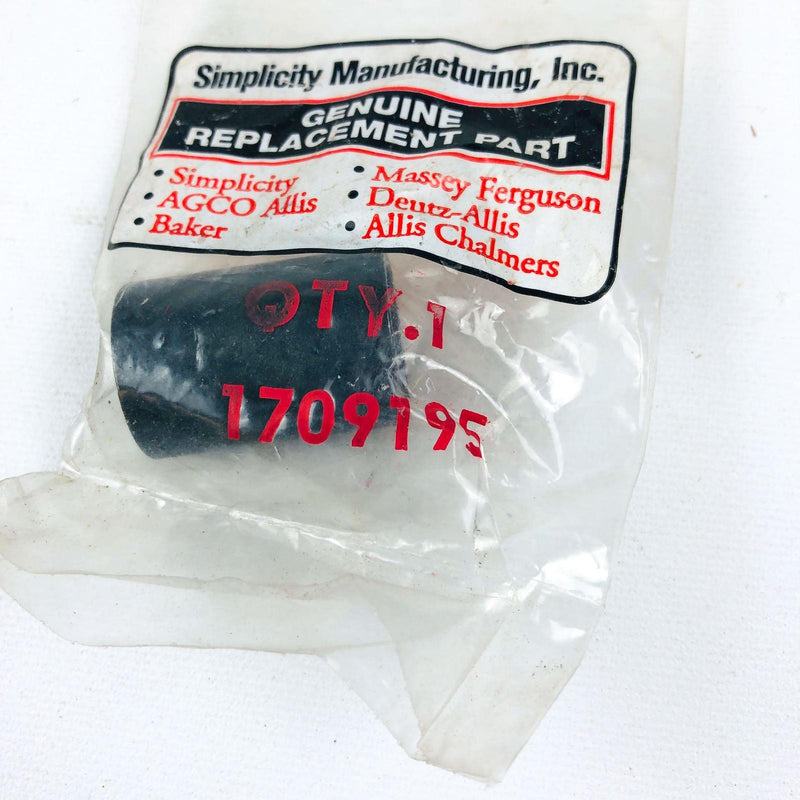 Simplicity Manufacturing, Inc.
GENUINE
REPLACEMENT PART
• Simplicity
• AGCO Allis
• Baker
• Massey Ferguson
• Deutz-Allis
• Allis Chalmers
QTY.1
1709195